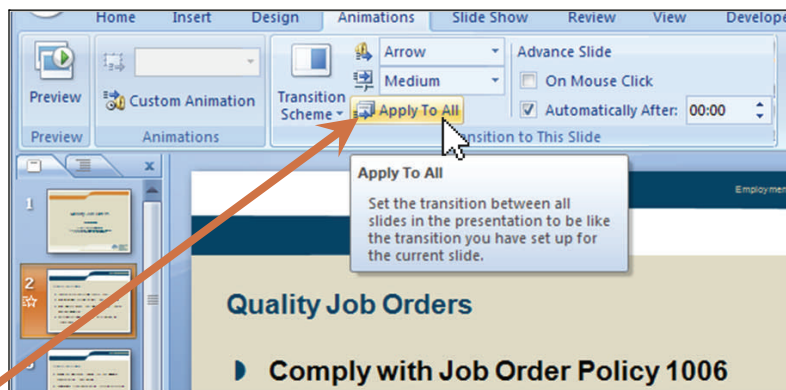 Home Insert Design Animations Slide Show Review View Develope
Arrow Advance Slide
Medium On Mouse Click
Preview Custom Animation Transition Scheme Apply To All Automatically After: 00:00
Preview Animations Transition to This Slide
Apply To All
Set the transition between all
slides in the presentation to be like
the transition you have set up for
the current slide.
Employmen
1
2
3
Quality Job Orders
Comply with Job Order Policy 1006